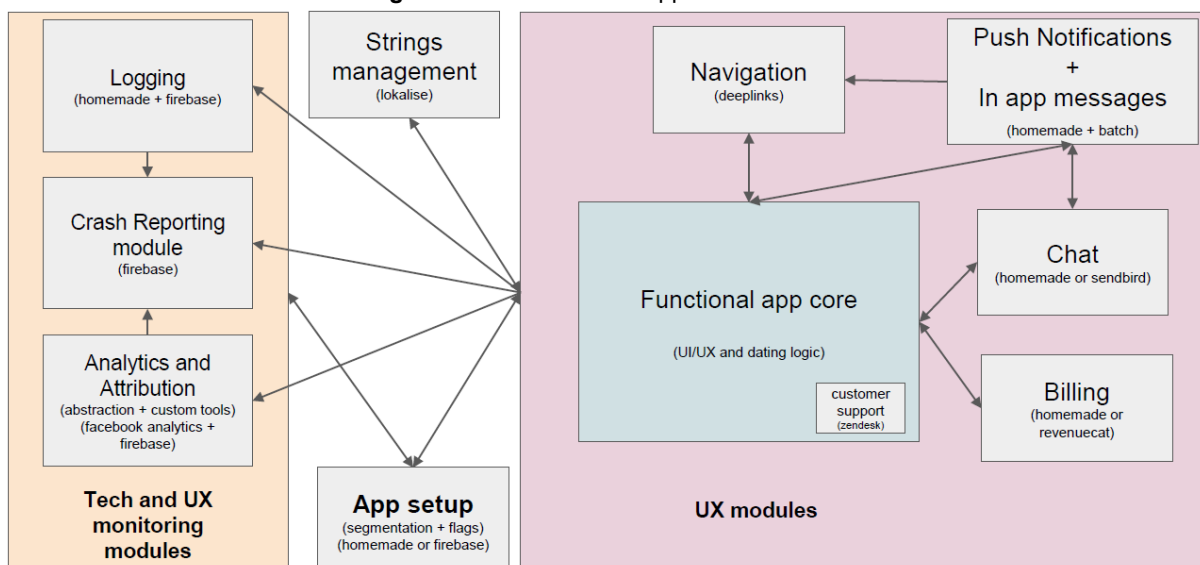 Logging
(homemade + firebase)
Crash Reporting
module
(firebase)
Analytics and
Attribution
(abstraction + custom tools)
(facebook analytics +
firebase)
Tech and UX
monitoring
modules
Strings
management
(lokalise)
App setup
(segmentation + flags)
(homemade or firebase)
Navigation
(deeplinks)
Push Notifications
+
In app messages
(homemade + batch)
Functional app core
(UI/UX and dating logic)
customer
support
(zendesk)
Chat
(homemade or sendbird)
Billing
(homemade or
revenuecat)
UX modules